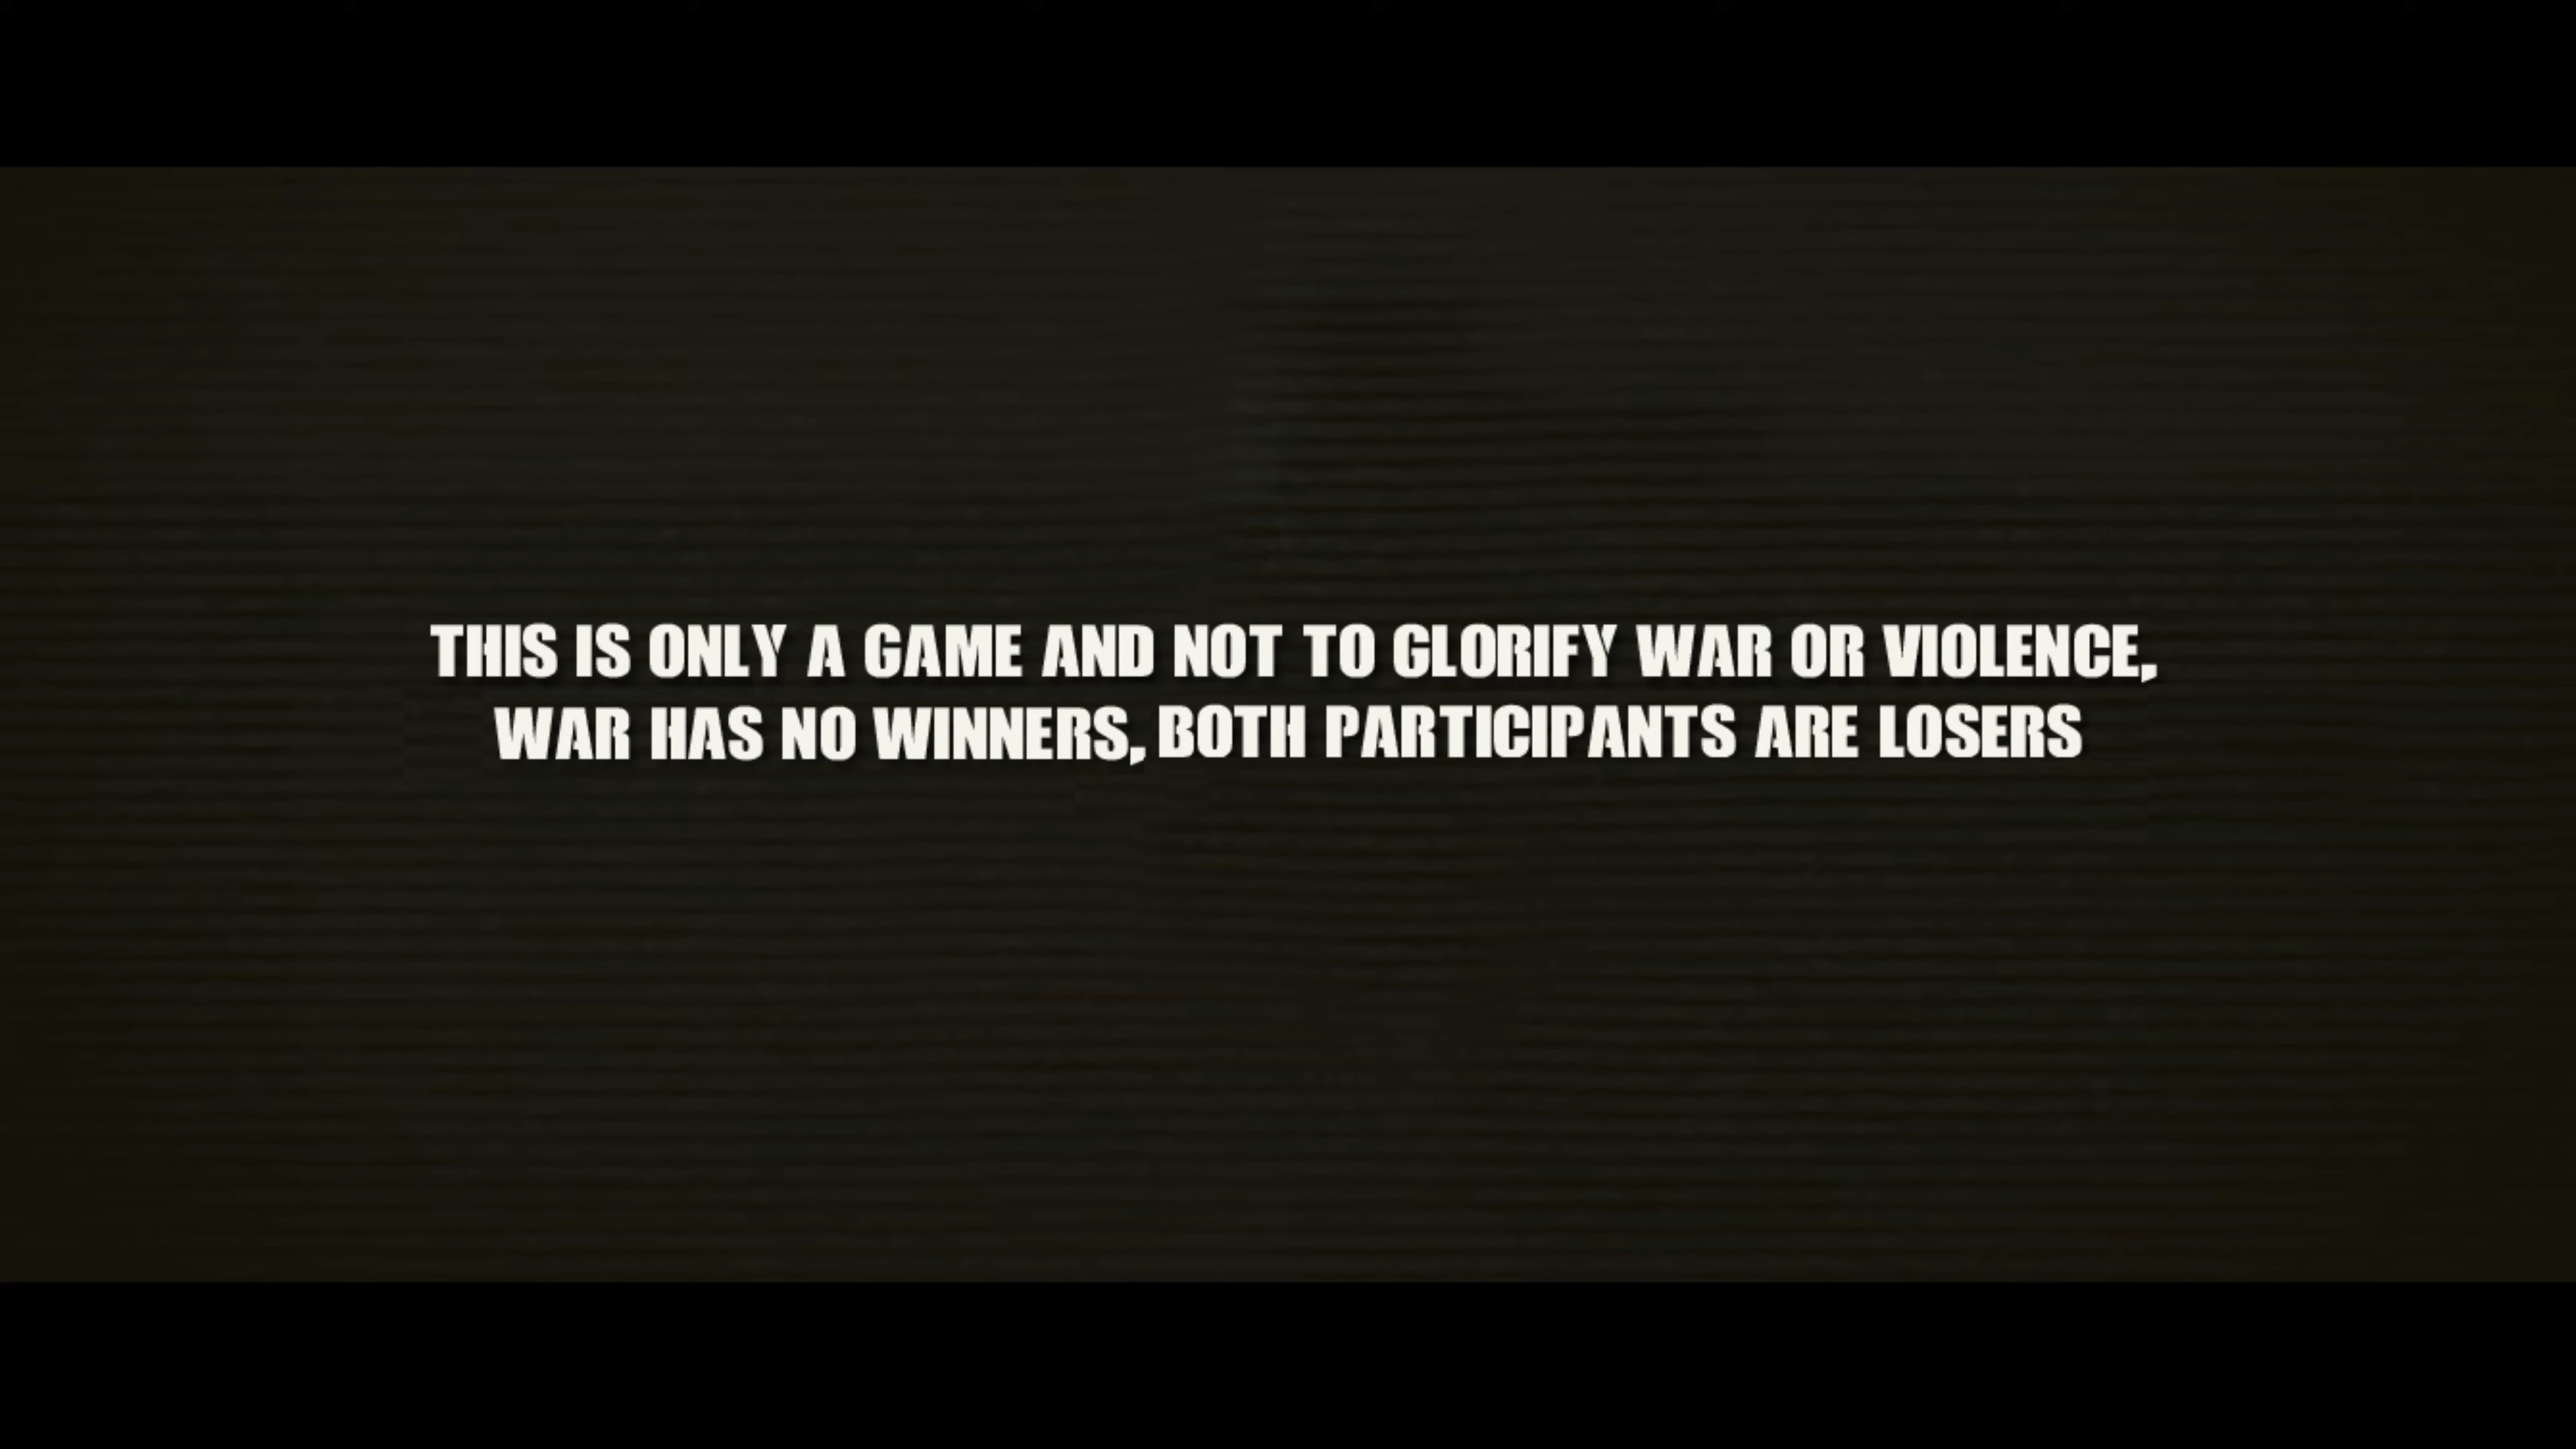 THIS IS ONLY A GAME AND NOT TO GLORIFY WAR OR VIOLENCE,
WAR HAS NO WINNERS, BOTH PARTICIPANTS ARE LOSERS